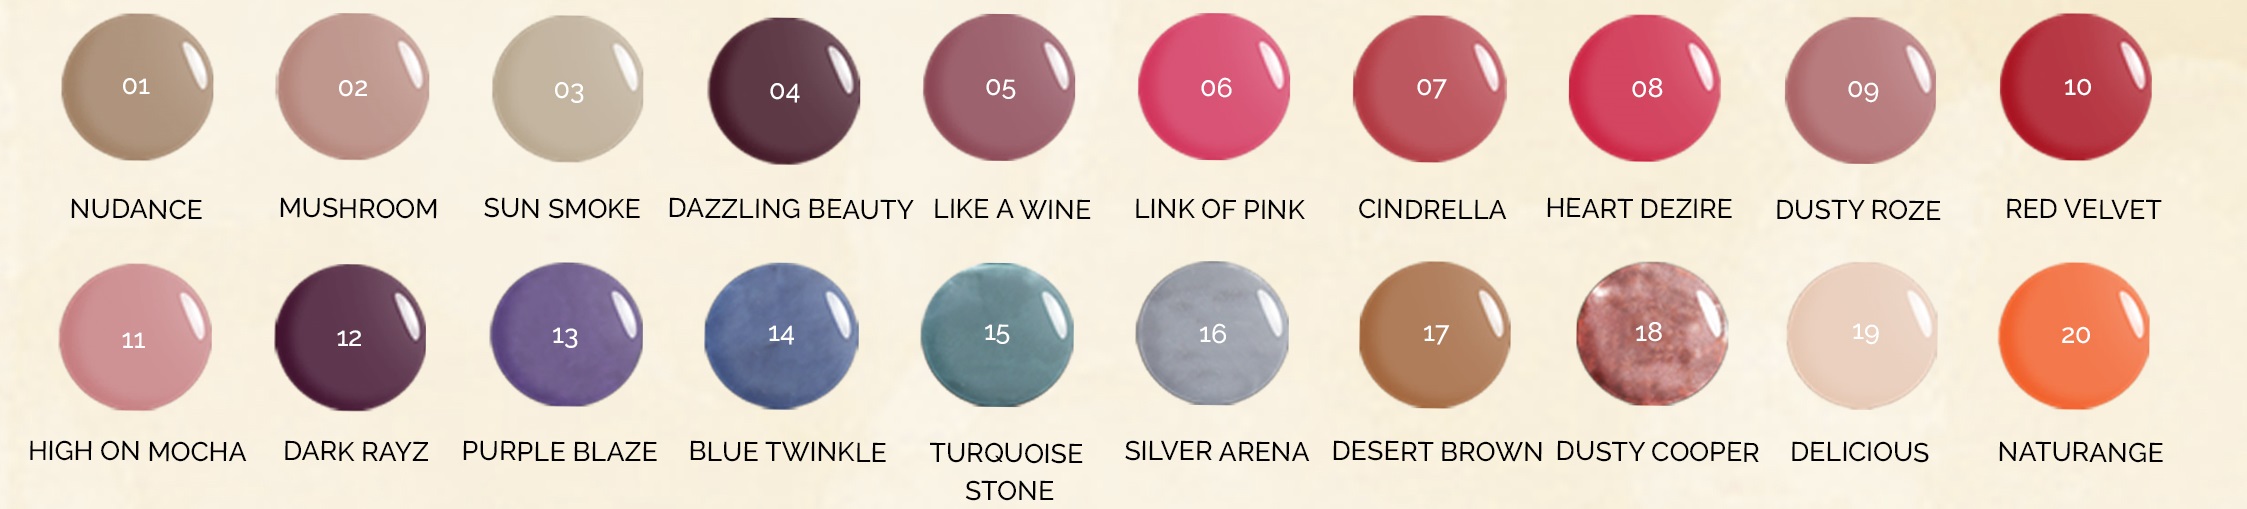 01 02 03 04 05 06 07 08 09 10
NUDANCE MUSHROOM SUN SMOKE DAZZLING BEAUTY LIKE A WINE LINK OF PINK CINDRELLA HEART DEZIRE DUSTY ROZE RED VELVET
11 12 13 14 15 16 17 18 19 20
HIGH ON MOCHA DARK RAYZ PURPLE BLAZE BLUE TWINKLE TURQUOISE SILVER ARENA DESERT BROWN DUSTY COOPER DELICIOUS NATURANGE
STONE